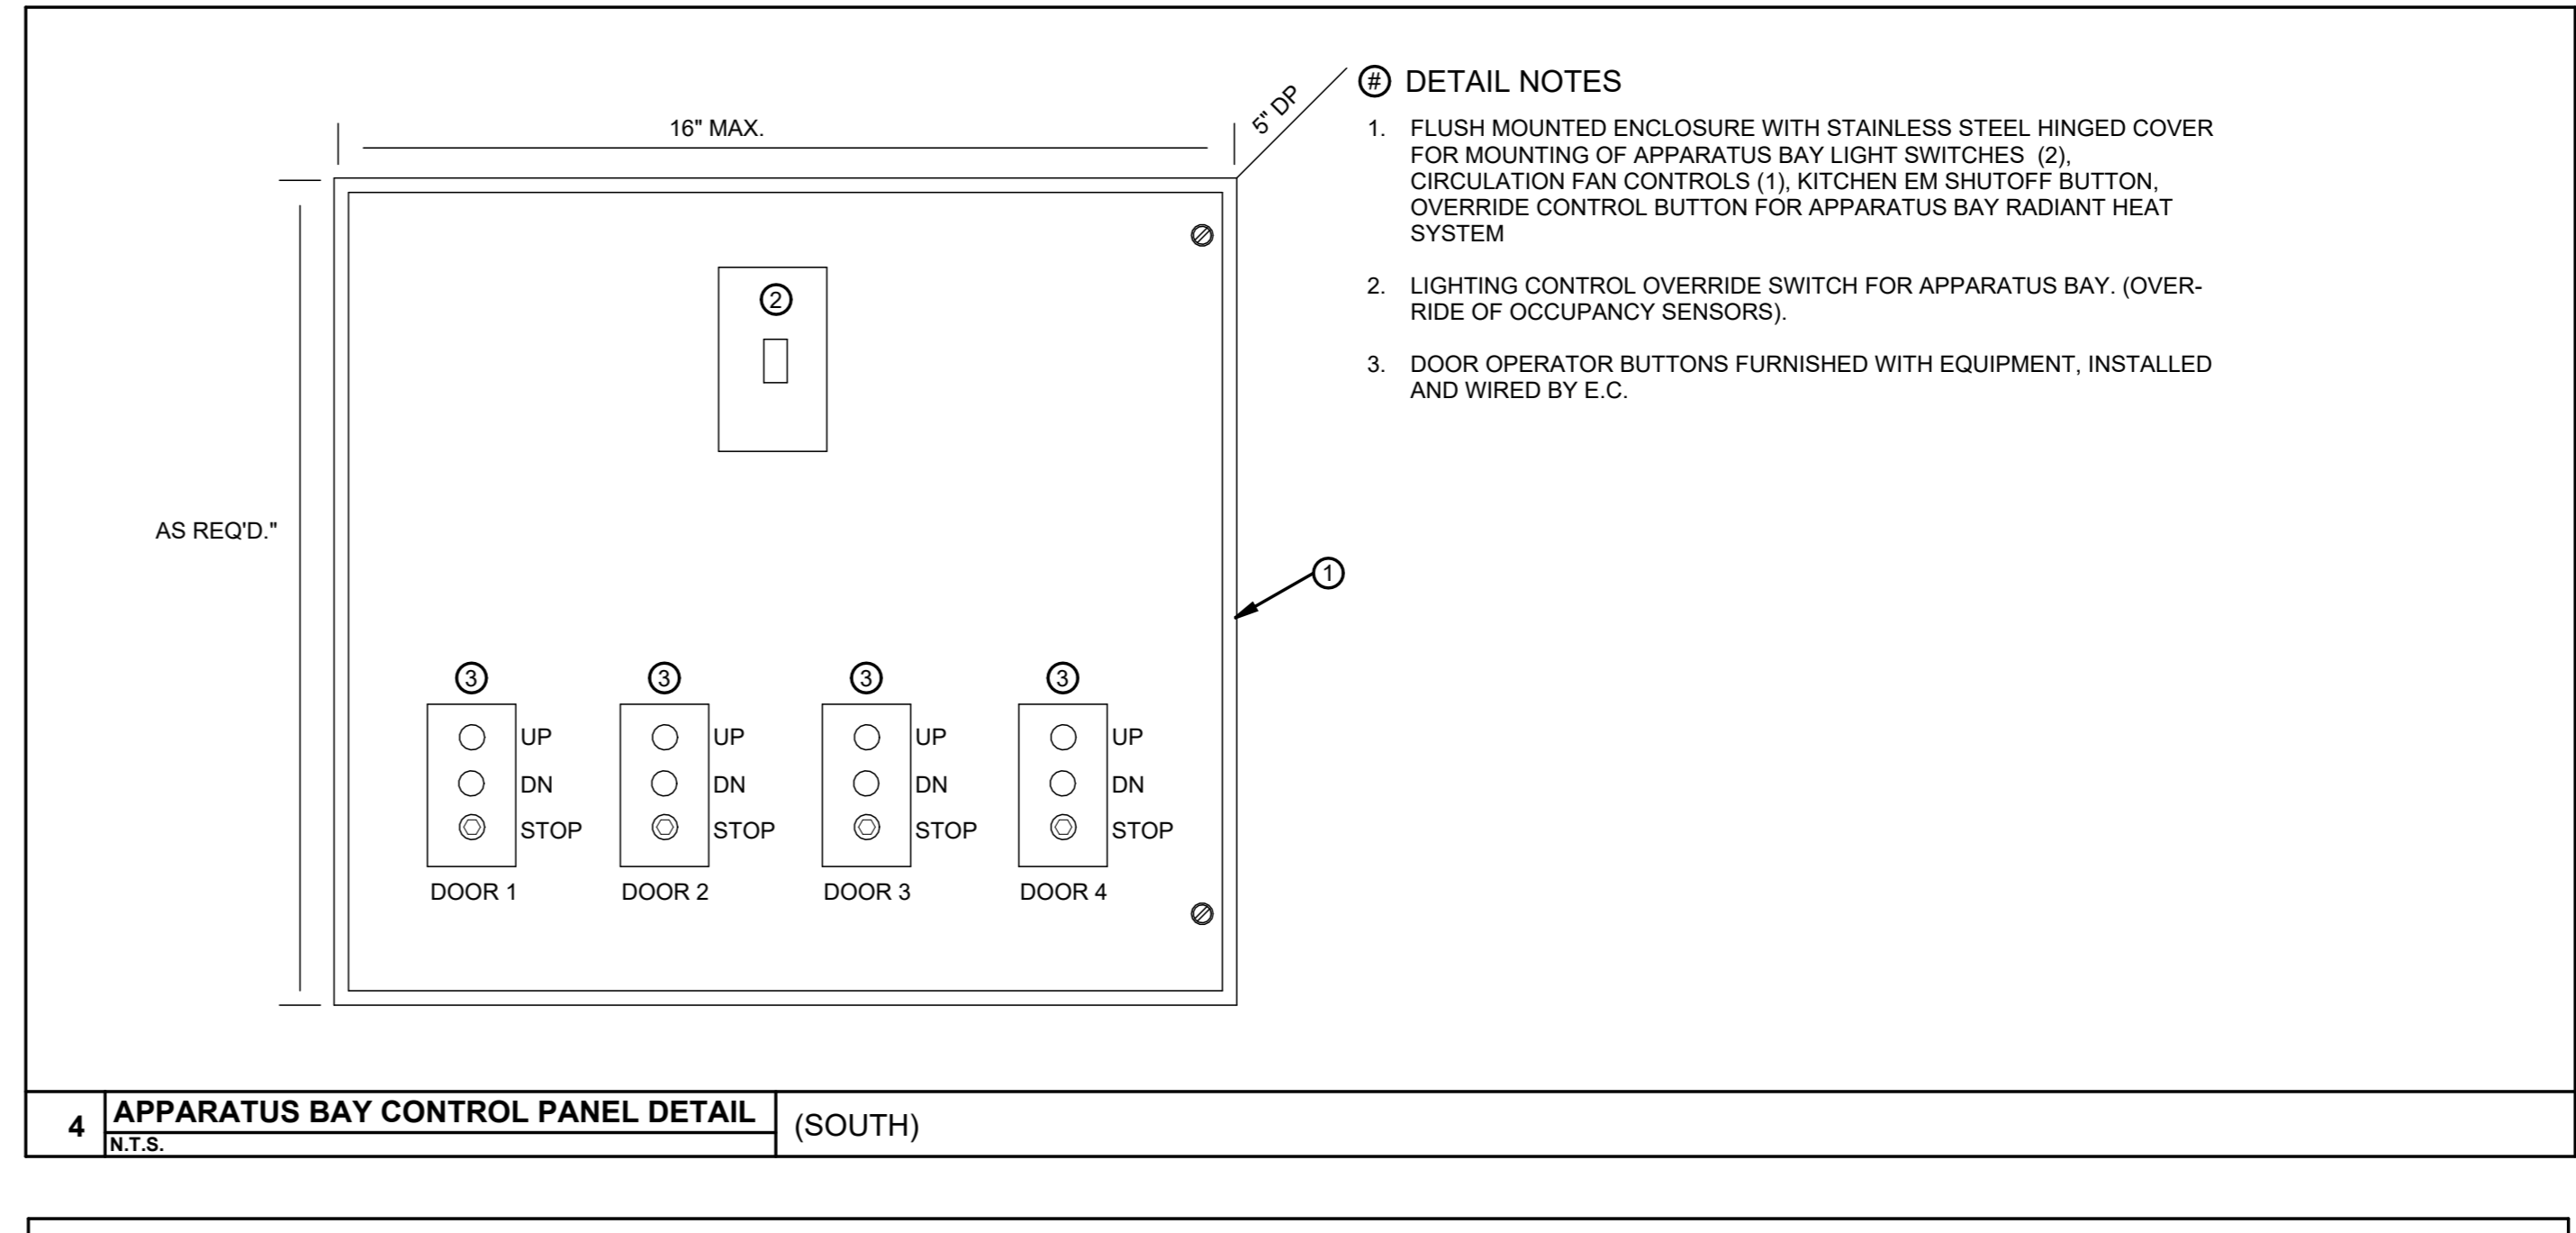 16" MAX.
5" DP
# DETAIL NOTES
1. FLUSH MOUNTED ENCLOSURE WITH STAINLESS STEEL HINGED COVER
FOR MOUNTING OF APPARATUS BAY LIGHT SWITCHES (2),
CIRCULATION FAN CONTROLS (1), KITCHEN EM SHUTOFF BUTTON,
OVERRIDE CONTROL BUTTON FOR APPARATUS BAY RADIANT HEAT
SYSTEM
2. LIGHTING CONTROL OVERRIDE SWITCH FOR APPARATUS BAY. (OVER-
RIDE OF OCCUPANCY SENSORS).
3. DOOR OPERATOR BUTTONS FURNISHED WITH EQUIPMENT, INSTALLED
AND WIRED BY E.C.
2
AS REQ'D."
1
3 3 3 3
UP UP UP UP
DN DN DN DN
STOP STOP STOP STOP
DOOR 1 DOOR 2 DOOR 3 DOOR 4
4 APPARATUS BAY CONTROL PANEL DETAIL (SOUTH)
N.T.S.